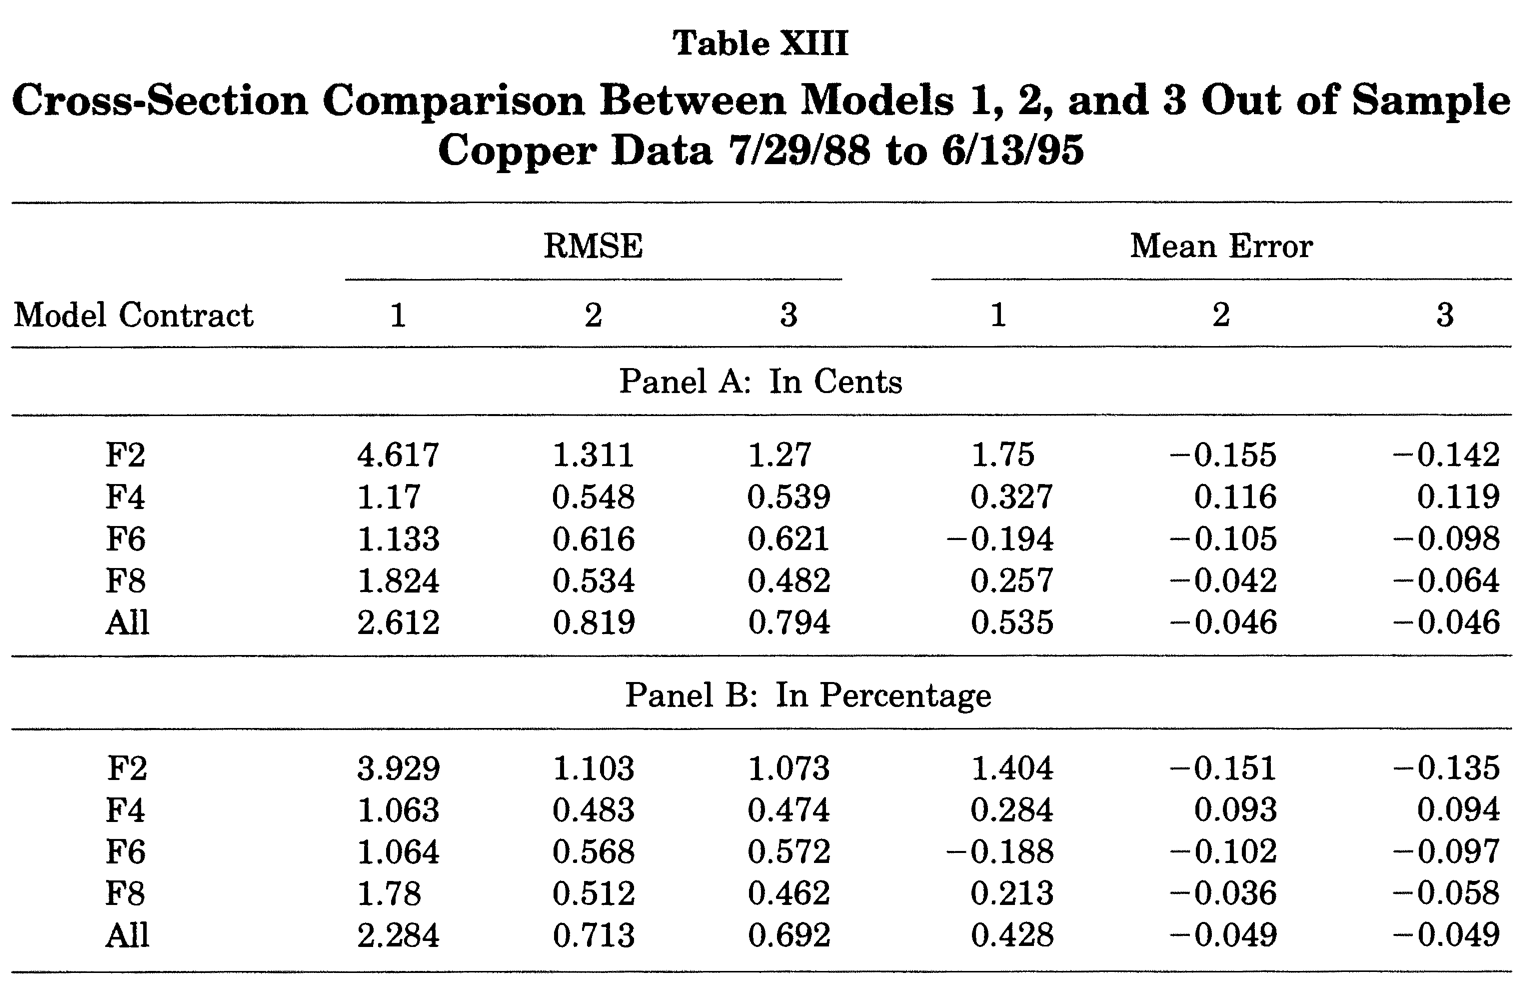 Table XIII
Cross-Section Comparison Between Models 1, 2, and 3 Out of Sample
Copper Data 7/29/88 to 6/13/95
RMSE Mean Error
Model Contract 1 2 3 1 2 3
Panel A: In Cents
F2 4.617 1.311 1.27 1.75 −0.155 −0.142
F4 1.17 0.548 0.539 0.327 0.116 0.119
F6 1.133 0.616 0.621 −0.194 −0.105 −0.098
F8 1.824 0.534 0.482 0.257 −0.042 −0.064
All 2.612 0.819 0.794 0.535 −0.046 −0.046
Panel B: In Percentage
F2 3.929 1.103 1.073 1.404 −0.151 −0.135
F4 1.063 0.483 0.474 0.284 0.093 0.094
F6 1.064 0.568 0.572 −0.188 −0.102 −0.097
F8 1.78 0.512 0.462 0.213 −0.036 −0.058
All 2.284 0.713 0.692 0.428 −0.049 −0.049